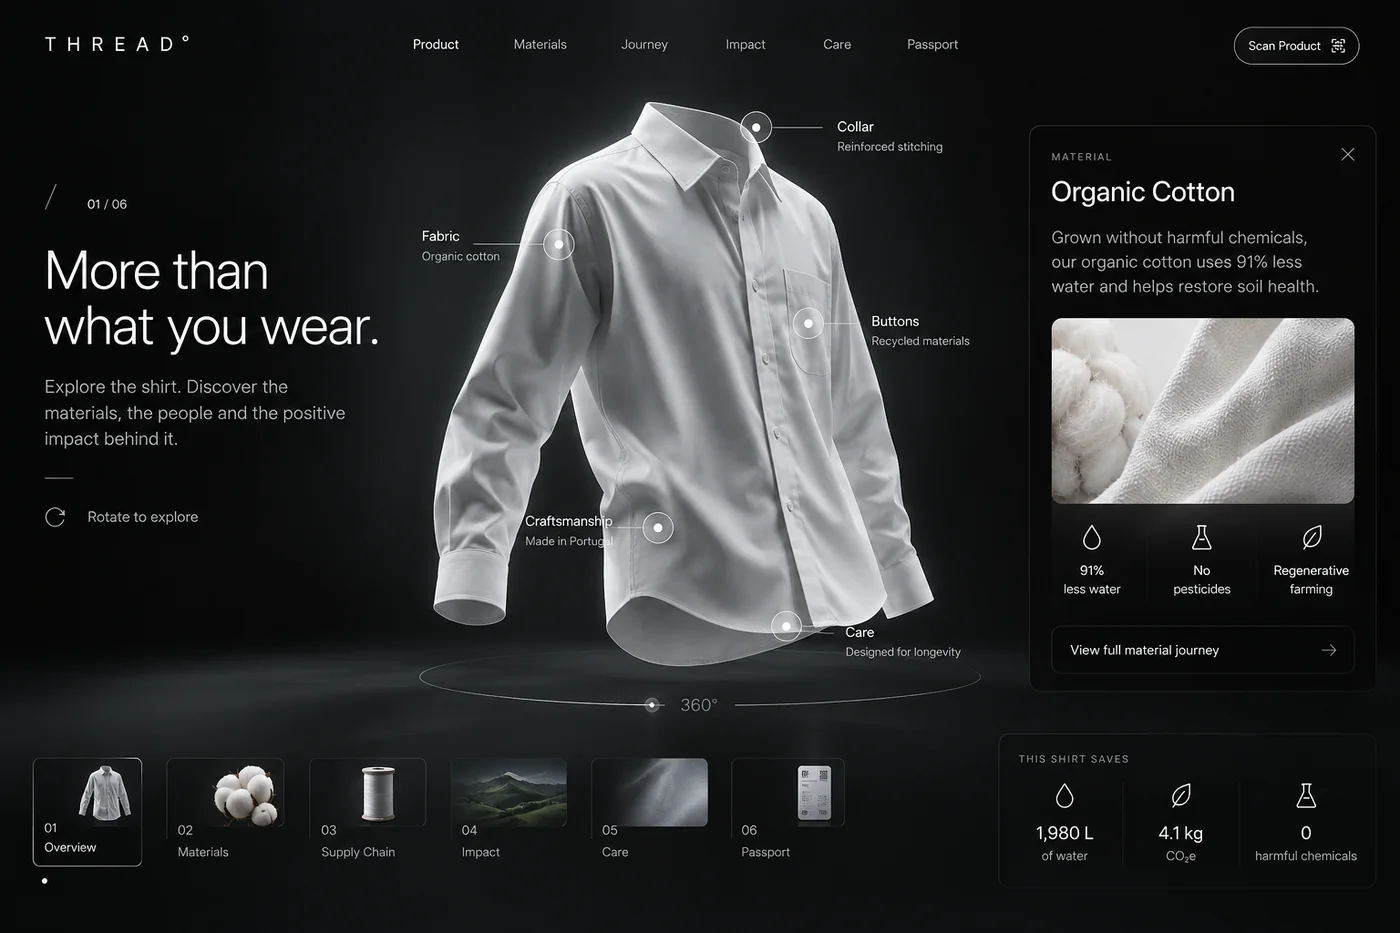 THREAD°
Product
Materials
Journey
Impact
Care
Passport
Scan Product
/
01 / 06
More than
what you wear.
Explore the shirt. Discover the
materials, the people and the positive
impact behind it.
Rotate to explore
Collar
Reinforced stitching
Fabric
Organic cotton
Buttons
Recycled materials
Craftsmanship
Made in Portugal
Care
Designed for longevity
360°
MATERIAL
Organic Cotton
Grown without harmful chemicals,
our organic cotton uses 91% less
water and helps restore soil health.
91%
less water
No
pesticides
Regenerative
farming
View full material journey
01
Overview
02
Materials
03
Supply Chain
04
Impact
05
Care
06
Passport
THIS SHIRT SAVES
1,980 L
of water
4.1 kg
CO₂e
0
harmful chemicals